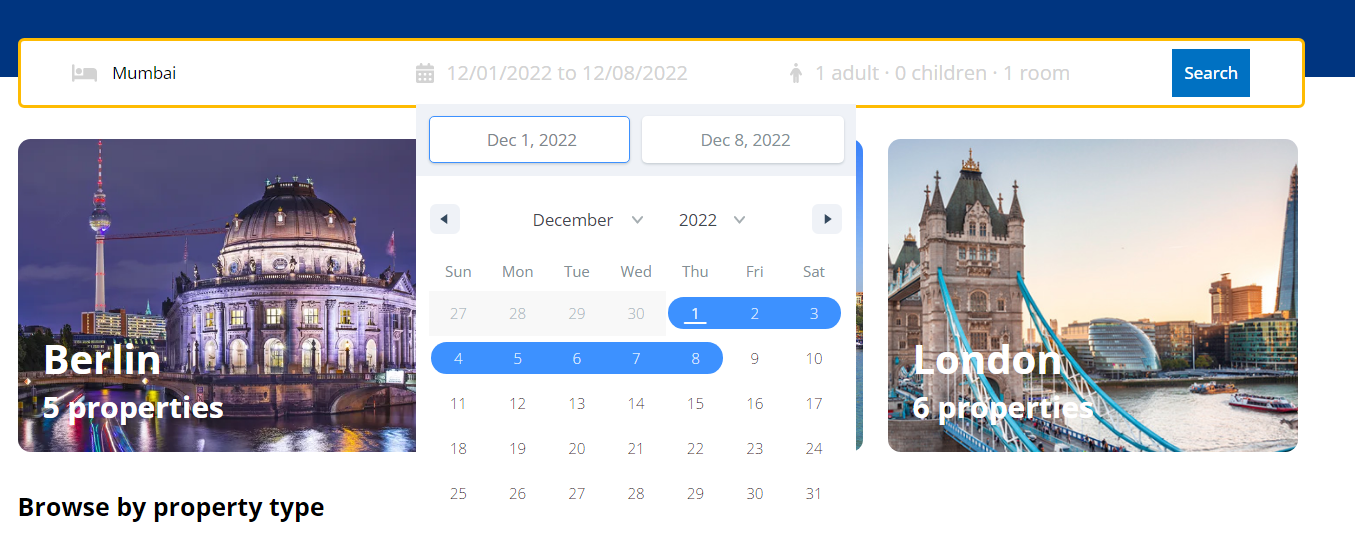 Mumbai
12/01/2022 to 12/08/2022
1 adult · 0 children · 1 room
Search
Dec 1, 2022
Dec 8, 2022
December
2022
Sun Mon Tue Wed Thu Fri Sat
27 28 29 30 1 2 3
4 5 6 7 8 9 10
11 12 13 14 15 16 17
18 19 20 21 22 23 24
25 26 27 28 29 30 31
Berlin
5 properties
London
6 properties
Browse by property type